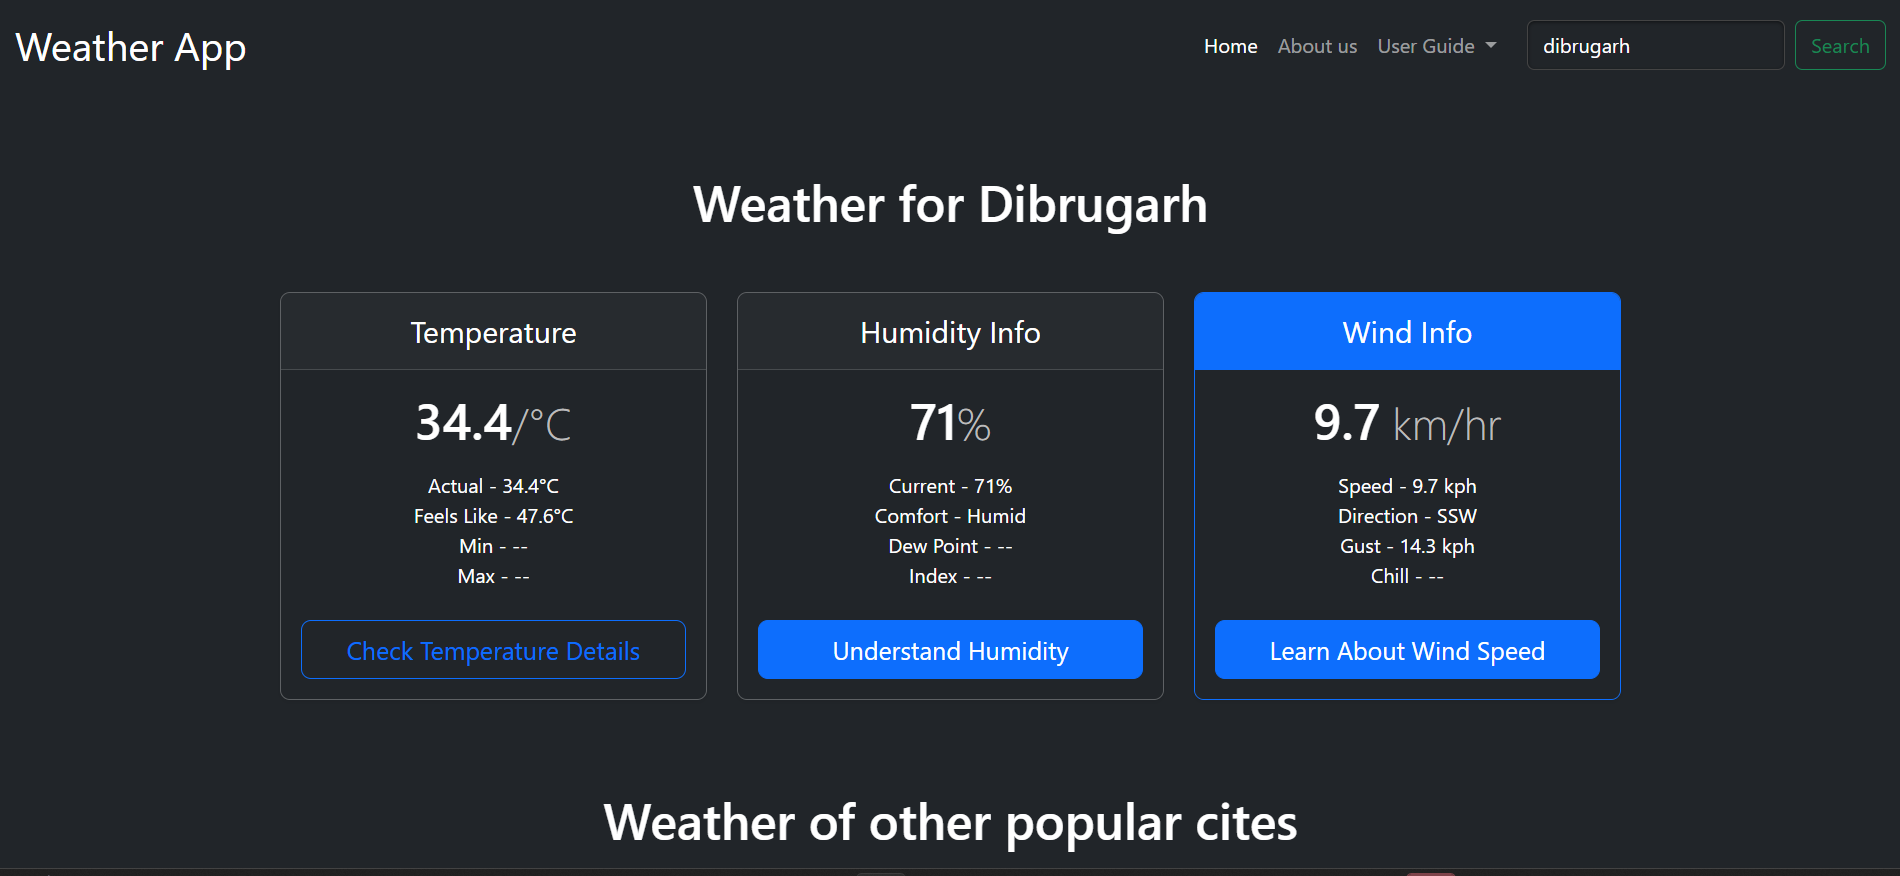 Weather App
Home About us User Guide dibrugarh Search
Weather for Dibrugarh
Temperature
34.4/°C
Actual - 34.4°C
Feels Like - 47.6°C
Min - --
Max - --
Check Temperature Details
Humidity Info
71%
Current - 71%
Comfort - Humid
Dew Point - --
Index - --
Understand Humidity
Wind Info
9.7 km/hr
Speed - 9.7 kph
Direction - SSW
Gust - 14.3 kph
Chill - --
Learn About Wind Speed
Weather of other popular cites